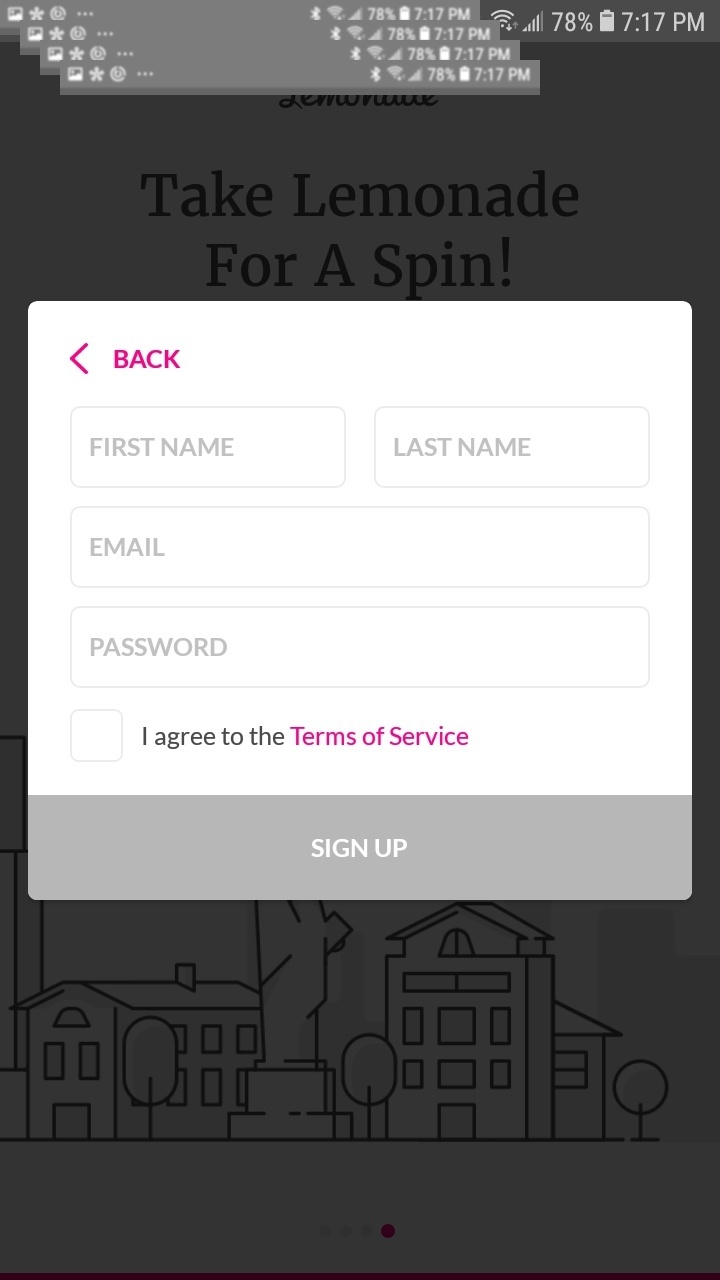 78% 7:17 PM
78% 7:17 PM
78% 7:17 PM
78% 7:17 PM
78% 7:17 PM
Lemonade
Take Lemonade
For A Spin!
BACK
FIRST NAME
LAST NAME
EMAIL
PASSWORD
I agree to the Terms of Service
SIGN UP